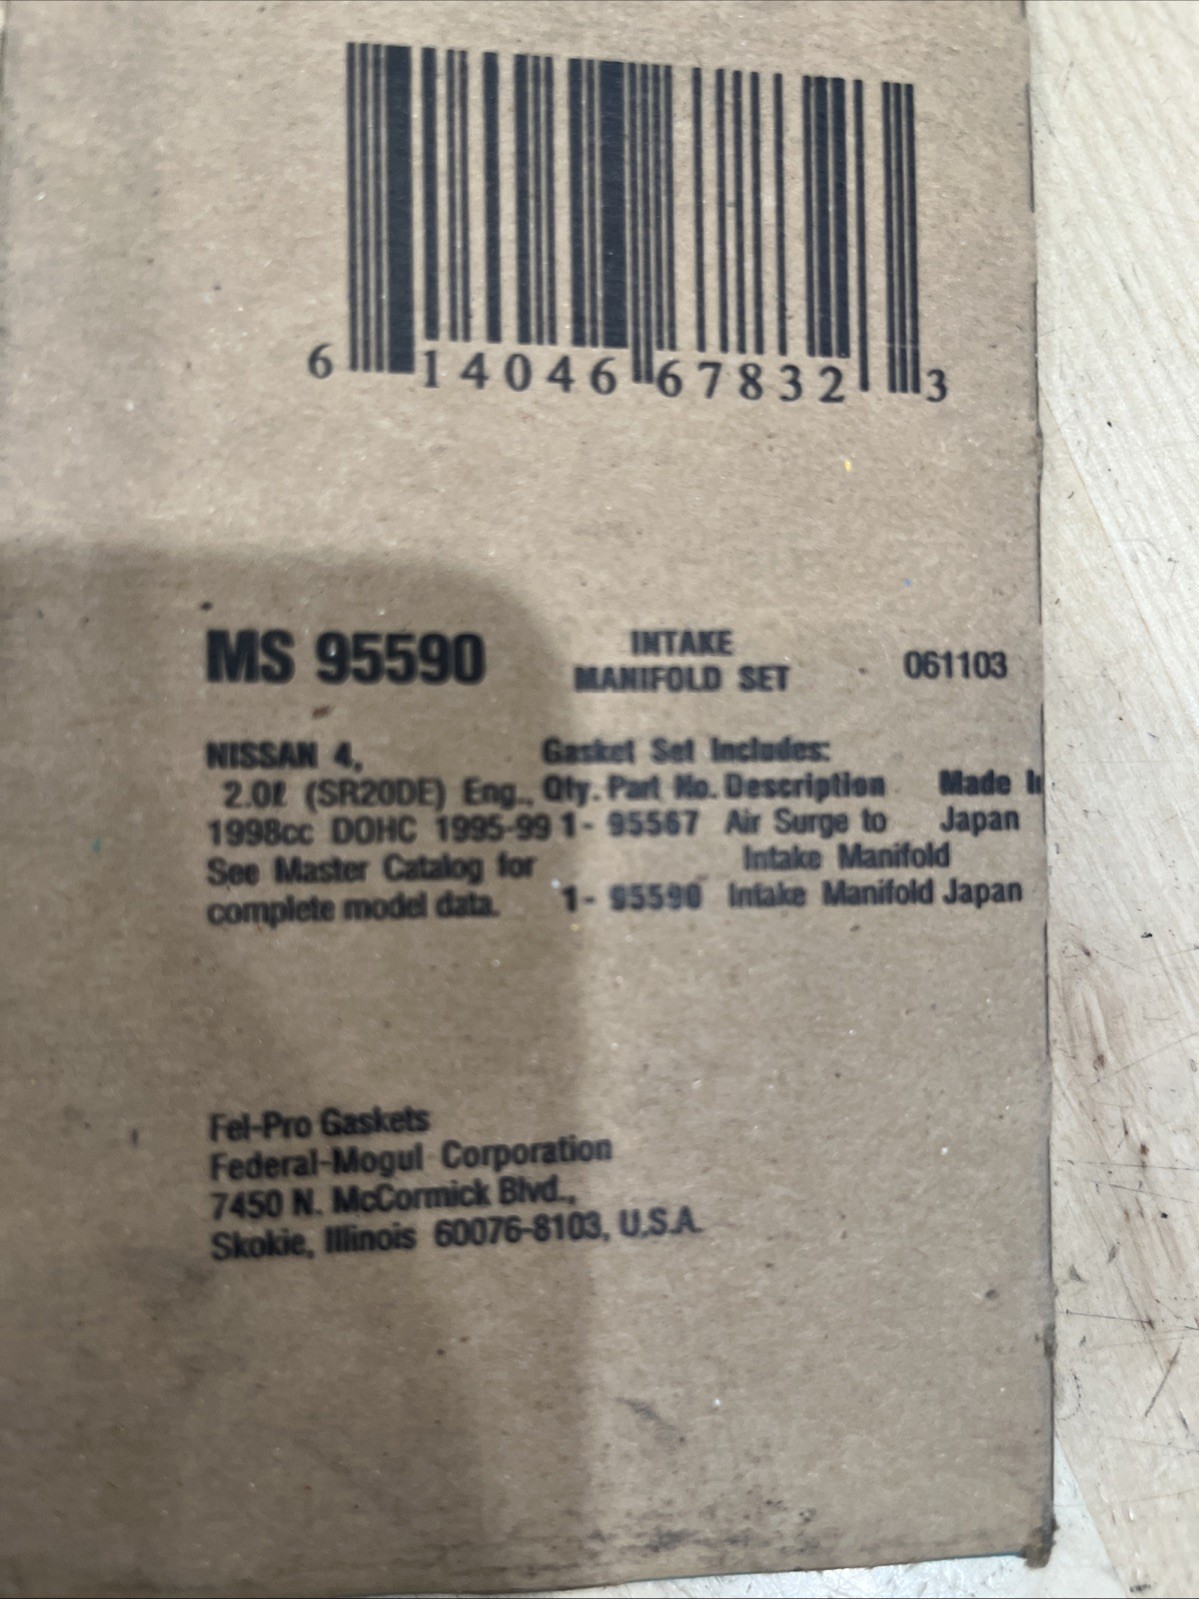 6 14046 67832 3
MS 95590 INTAKE MANIFOLD SET 061103
NISSAN 4,
2.0ℓ (SR20DE) Eng.,
1998cc DOHC 1995-99
See Master Catalog for
complete model data.
Gasket Set Includes:
Qty. Part No. Description Made
1- 95567 Air Surge to Japan
Intake Manifold
1- 95590 Intake Manifold Japan
Fel-Pro Gaskets
Federal-Mogul Corporation
7450 N. McCormick Blvd.,
Skokie, Illinois 60076-8103, U.S.A.